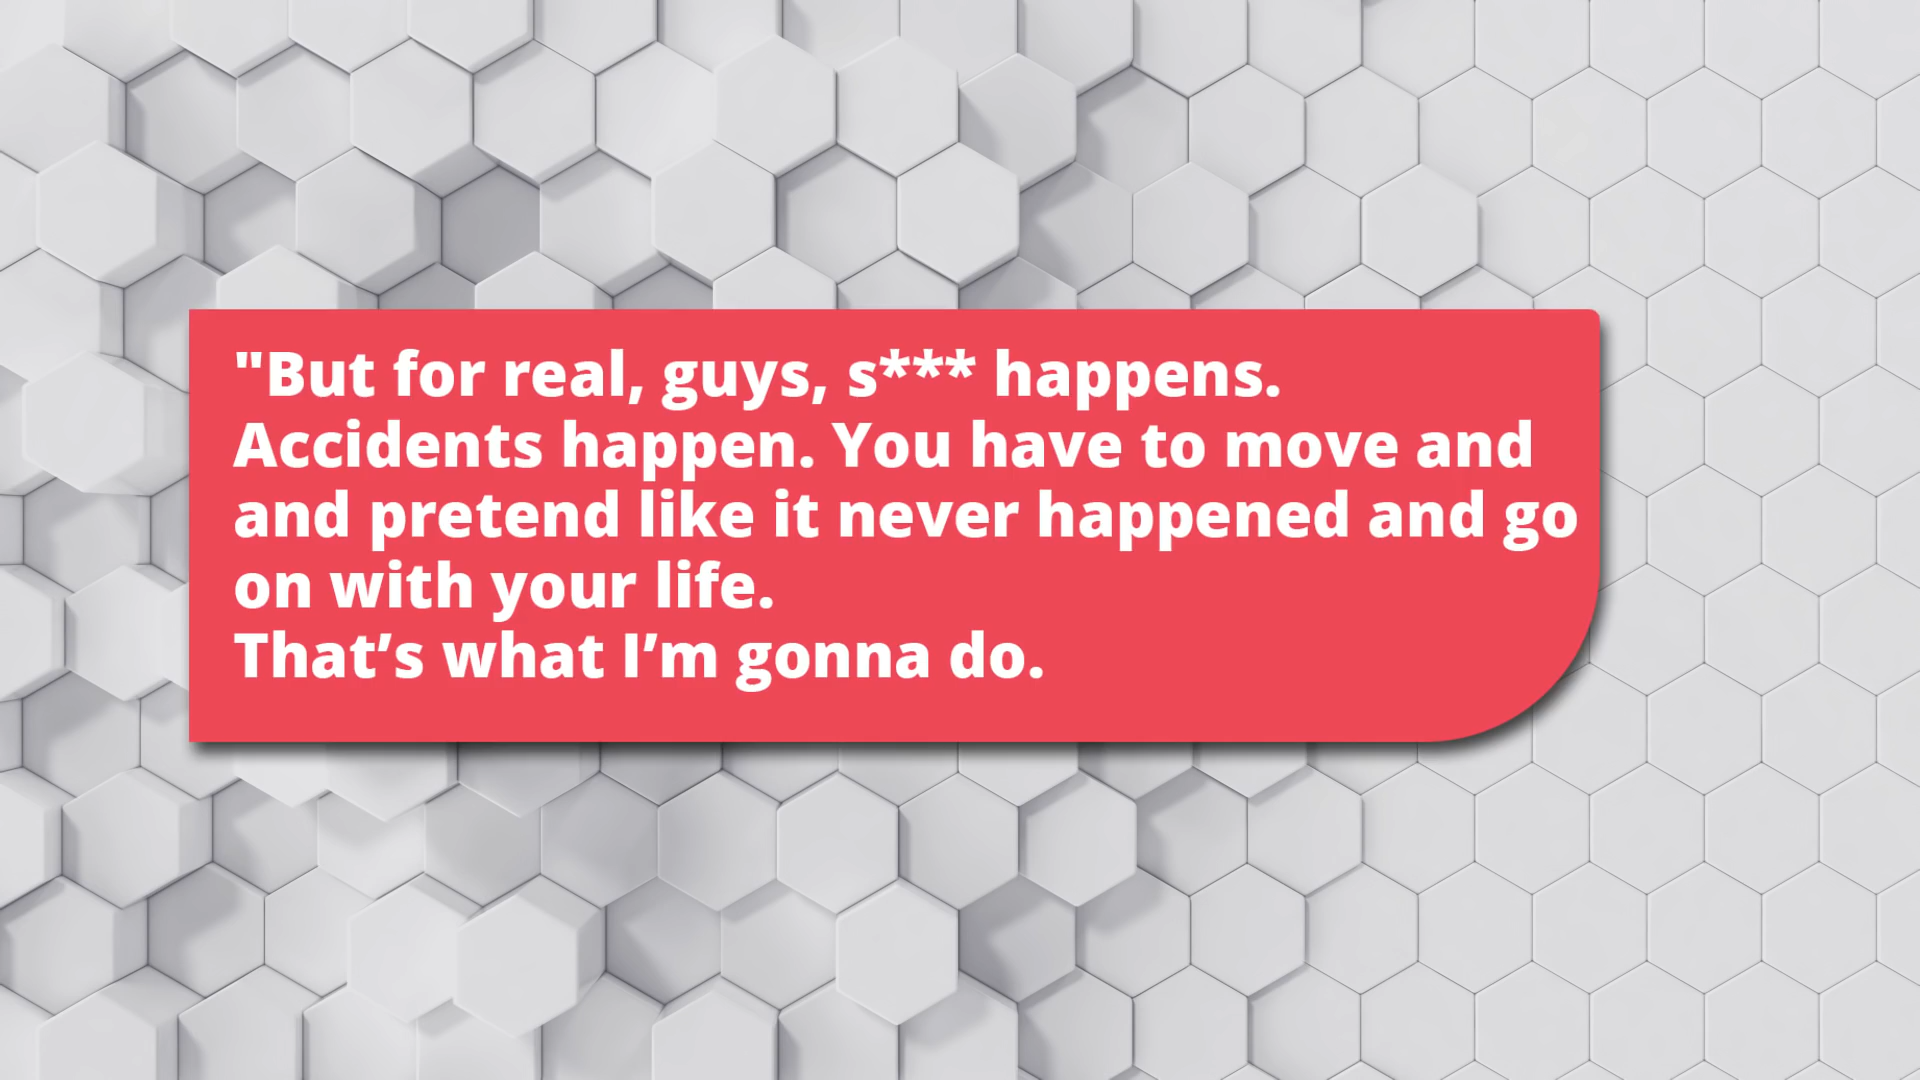 "But for real, guys, s*** happens.
Accidents happen. You have to move and
and pretend like it never happened and go
on with your life.
That’s what I’m gonna do.